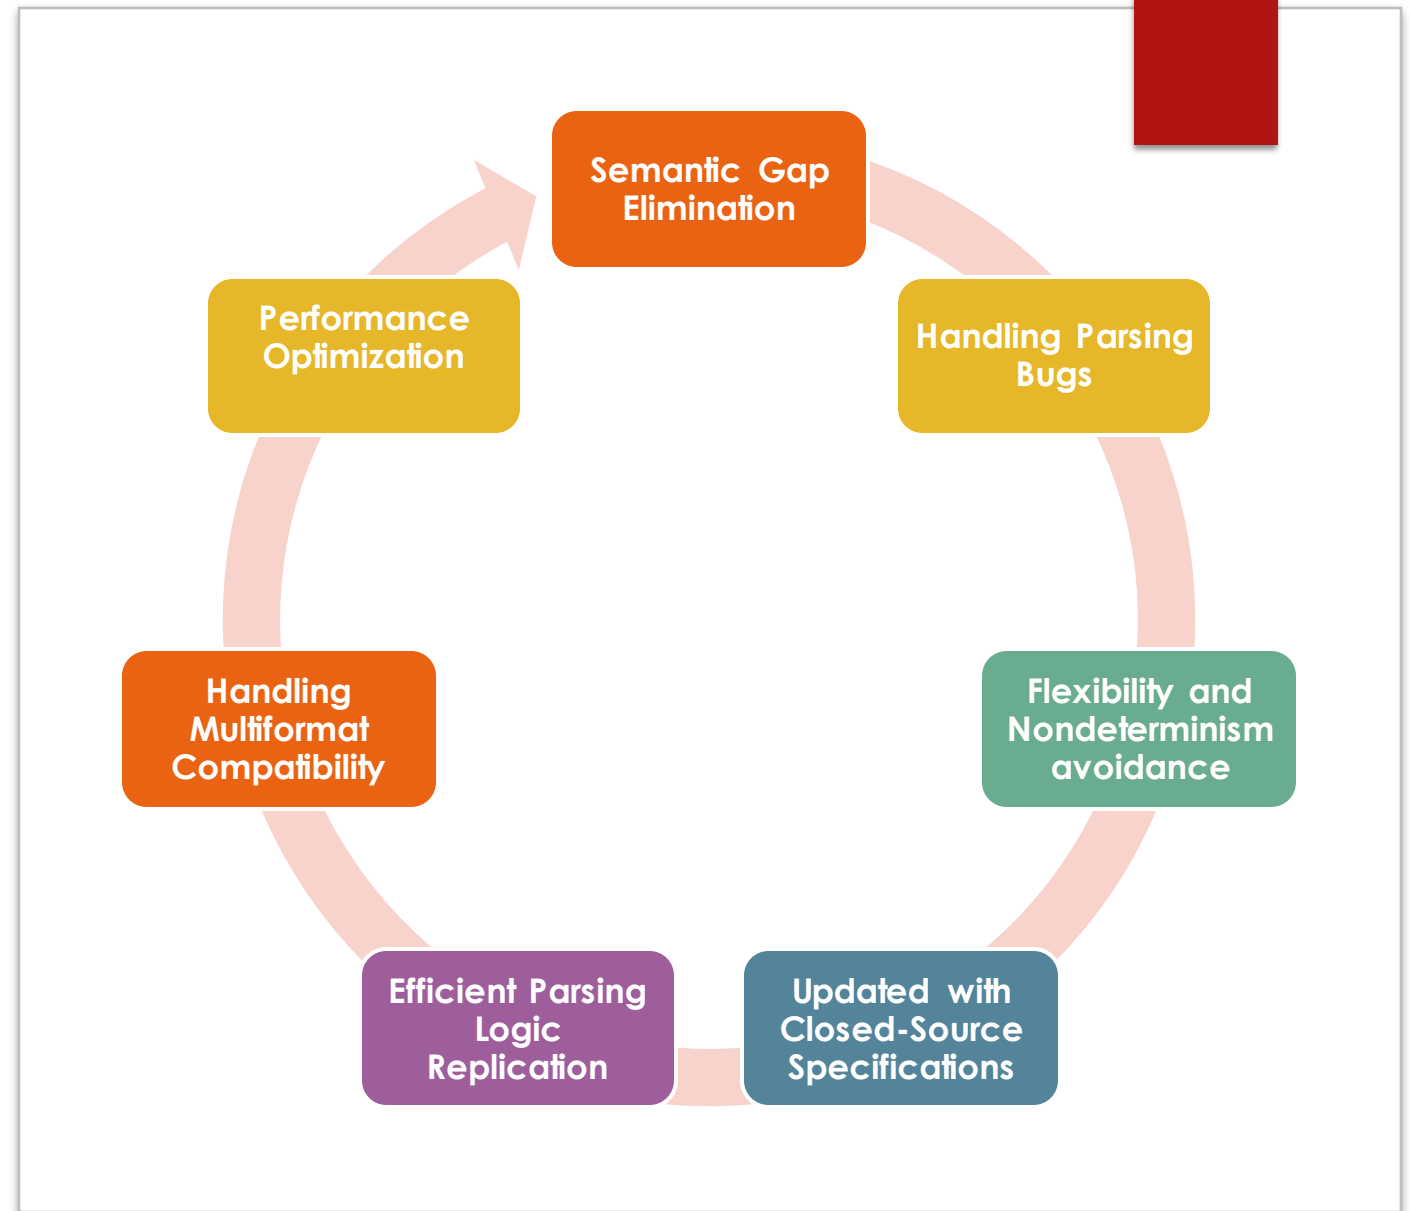 Semantic Gap
Elimination
Handling Parsing
Bugs
Flexibility and
Nondeterminism
avoidance
Updated with
Closed-Source
Specifications
Efficient Parsing
Logic
Replication
Handling
Multiformat
Compatibility
Performance
Optimization